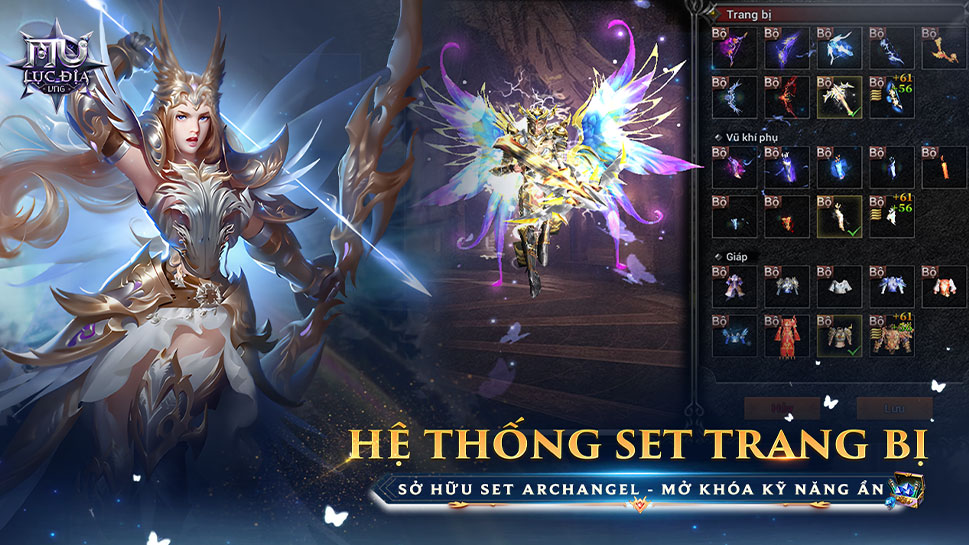 MU
LỤC ĐỊA
VNG
Trang bị
Bộ Bộ Bộ Bộ Bộ
Bộ Bộ Bộ Bộ +61
56
Vũ khí phụ
Bộ Bộ Bộ Bộ Bộ
Bộ Bộ Bộ Bộ +61
56
Giáp
Bộ Bộ Bộ Bộ Bộ
Bộ Bộ Bộ Bộ +61
Lưu
HỆ THỐNG SET TRANG BỊ
SỞ HỮU SET ARCHANGEL - MỞ KHÓA KỸ NĂNG ẨN